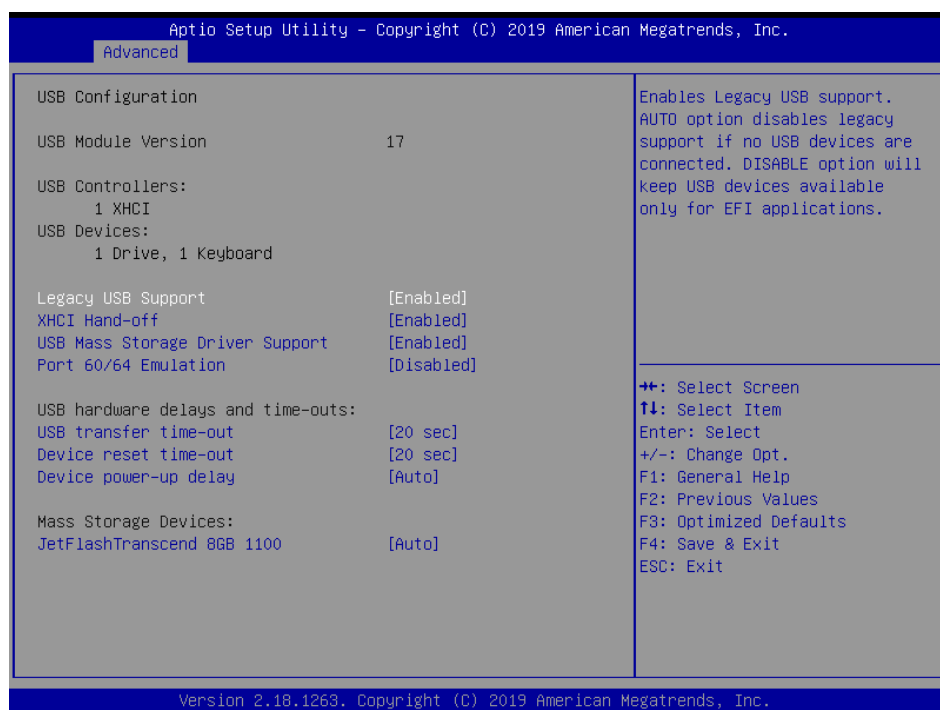 Aptio Setup Utility – Copyright (C) 2019 American Megatrends, Inc.
Advanced
USB Configuration
USB Module Version 17
USB Controllers:
1 XHCI
USB Devices:
1 Drive, 1 Keyboard
Legacy USB Support [Enabled]
XHCI Hand-off [Enabled]
USB Mass Storage Driver Support [Enabled]
Port 60/64 Emulation [Disabled]
USB hardware delays and time-outs:
USB transfer time-out [20 sec]
Device reset time-out [20 sec]
Device power-up delay [Auto]
Mass Storage Devices:
JetFlashTranscend 8GB 1100 [Auto]
Enables Legacy USB support.
AUTO option disables legacy
support if no USB devices are
connected. DISABLE option will
keep USB devices available
only for EFI applications.
→←: Select Screen
↑↓: Select Item
Enter: Select
+/-: Change Opt.
F1: General Help
F2: Previous Values
F3: Optimized Defaults
F4: Save & Exit
ESC: Exit
Version 2.18.1263. Copyright (C) 2019 American Megatrends, Inc.